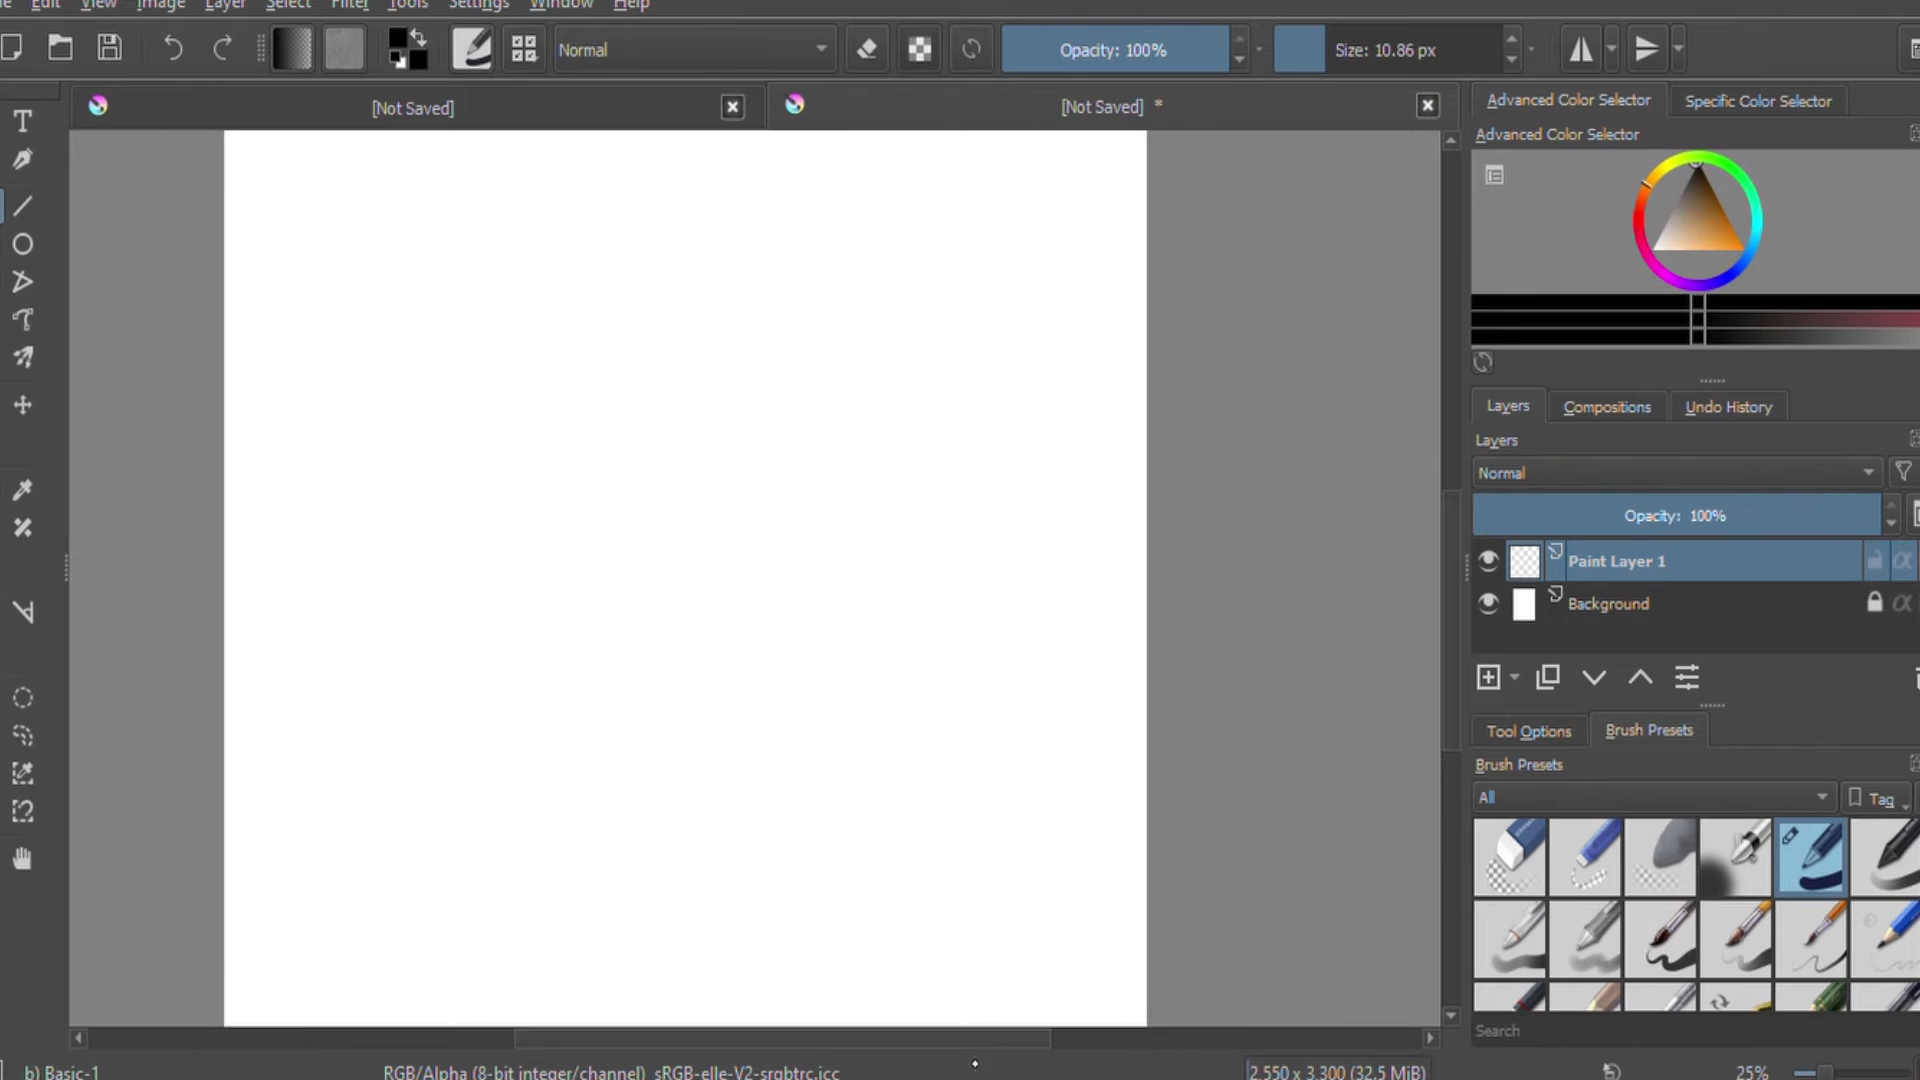 Edit View Image Layer Select Filter Tools Settings Window Help
Normal
Opacity: 100%
Size: 10.86 px
[Not Saved]
[Not Saved] *
Advanced Color Selector
Specific Color Selector
Advanced Color Selector
Layers
Compositions
Undo History
Layers
Normal
Opacity: 100%
Paint Layer 1
Background
Tool Options
Brush Presets
Brush Presets
All
Tag
Search
b) Basic-1
RGB/Alpha (8-bit integer/channel) sRGB-elle-V2-srgbtrc.icc
2,550 x 3,300 (32.5 MiB)
25%